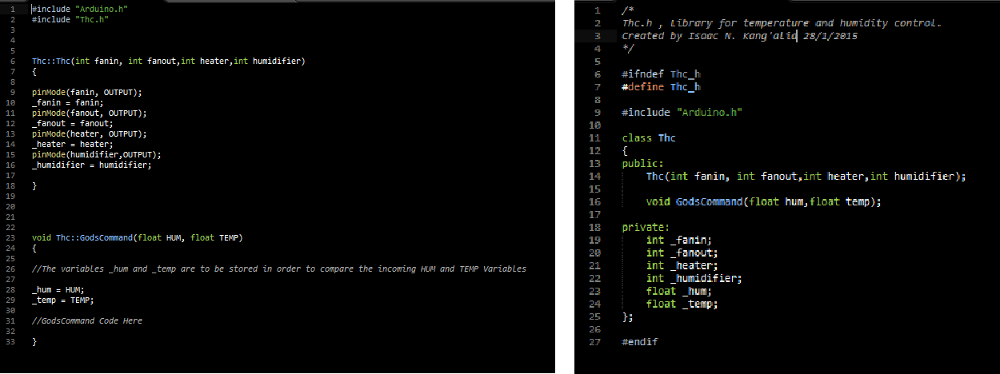 1 #include "Arduino.h"
2 #include "Thc.h"
3
4
5
6 Thc::Thc(int fanin, int fanout,int heater,int humidifier)
7 {
8
9 pinMode(fanin, OUTPUT);
10 _fanin = fanin;
11 pinMode(fanout, OUTPUT);
12 _fanout = fanout;
13 pinMode(heater, OUTPUT);
14 _heater = heater;
15 pinMode(humidifier,OUTPUT);
16 _humidifier = humidifier;
17
18 }
19
20
21
22
23 void Thc::GodsCommand(float HUM, float TEMP)
24 {
25
26 //The variables _hum and _temp are to be stored in order to compare the incoming HUM and TEMP Variables
27
28 _hum = HUM;
29 _temp = TEMP;
30
31 //GodsCommand Code Here
32
33 }
1 /*
2 Thc.h , Library for temperature and humidity control.
3 Created by Isaac N. Kang'alia 28/1/2015
4 */
5
6 #ifndef Thc_h
7 #define Thc_h
8
9 #include "Arduino.h"
10
11 class Thc
12 {
13 public:
14 Thc(int fanin, int fanout,int heater,int humidifier);
15
16 void GodsCommand(float hum,float temp);
17
18 private:
19 int _fanin;
20 int _fanout;
21 int _heater;
22 int _humidifier;
23 float _hum;
24 float _temp;
25 };
26
27 #endif